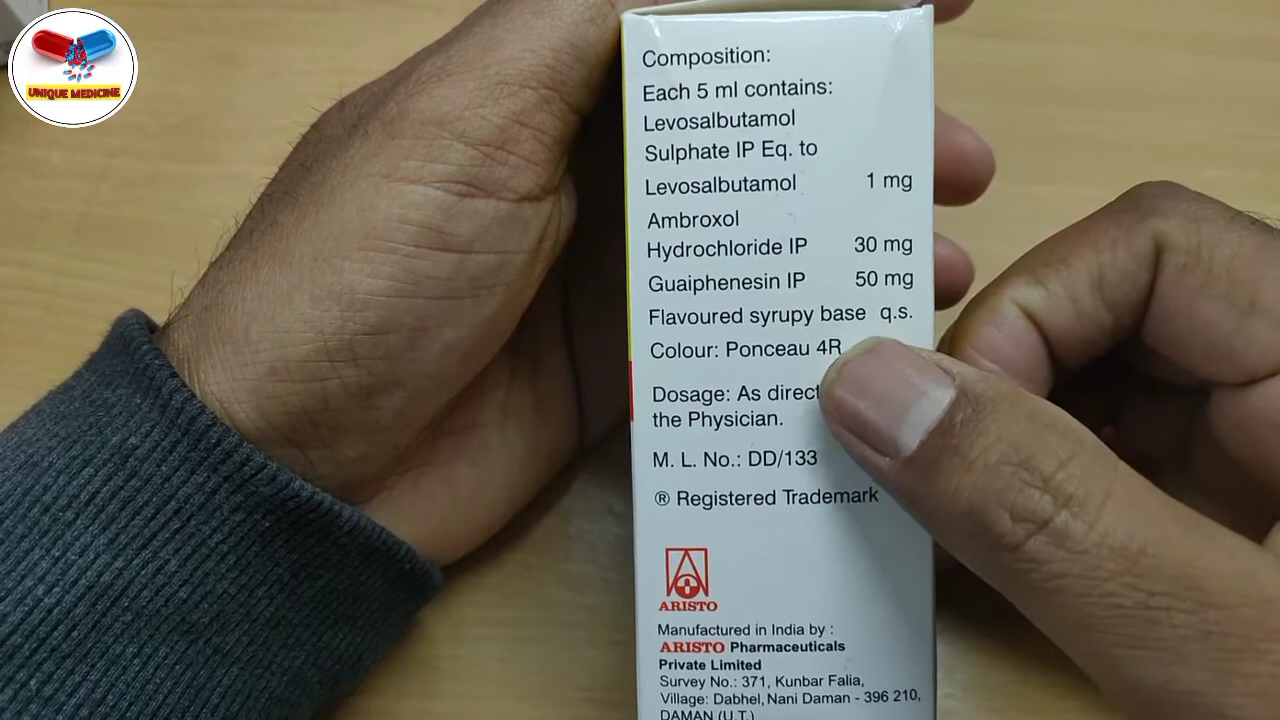 UNIQUE MEDICINE
Composition:
Each 5 ml contains:
Levosalbutamol
Sulphate IP Eq. to
Levosalbutamol 1 mg
Ambroxol
Hydrochloride IP 30 mg
Guaiphenesin IP 50 mg
Flavoured syrupy base q.s.
Colour: Ponceau 4R
Dosage: As
the Physician.
M. L. No.: DD/133
® Registered Trademark
ARISTO
Manufactured in India by :
ARISTO Pharmaceuticals
Private Limited
Survey No.: 371, Kunbar Falia,
Village: Dabhel, Nani Daman - 396 210,
DAMAN (U.T.)